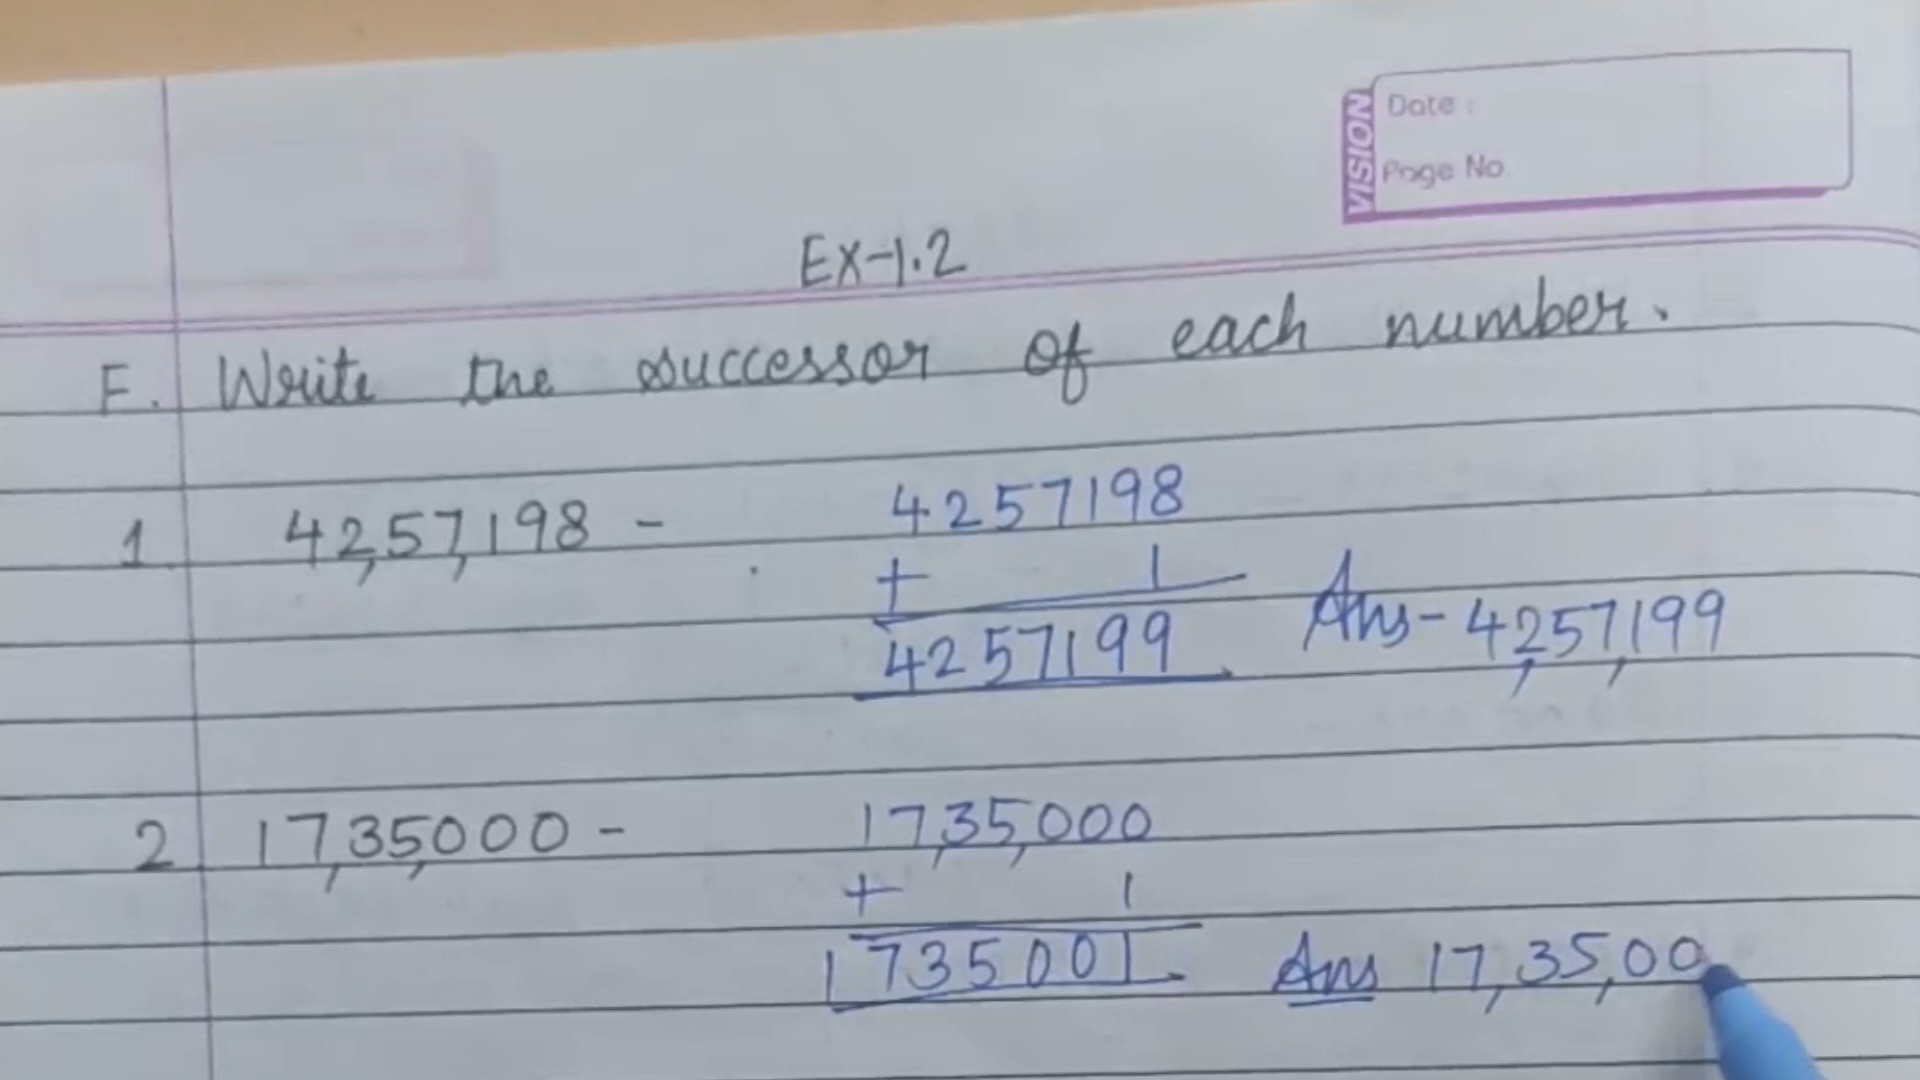 VISION
Date :
Page No
Ex-1.2
F. Write the successor of each number.
1 42,57,198 - 4257198
+ 1
4257199 Ans- 42,57,199
2 17,35,000 - 17,35,000
+ 1
1735001 Ans 17,35,00